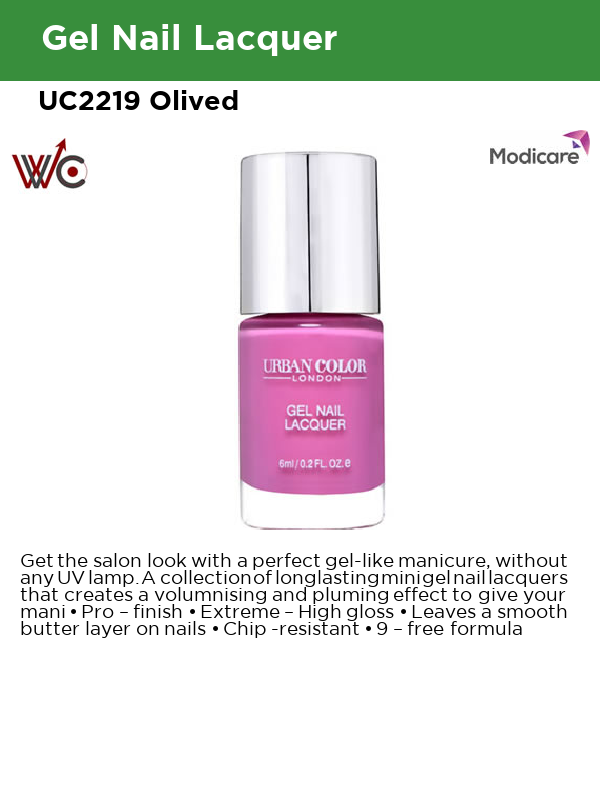 Gel Nail Lacquer
UC2219 Olived
WC
Modicare
URBAN COLOR
LONDON
GEL NAIL
LACQUER
6ml / 0.2 FL. OZ. e
Get the salon look with a perfect gel-like manicure, without
any UV lamp. A collection of longlasting mini gel nail lacquers
that creates a volumnising and pluming effect to give your
mani • Pro – finish • Extreme – High gloss • Leaves a smooth
butter layer on nails • Chip -resistant • 9 – free formula